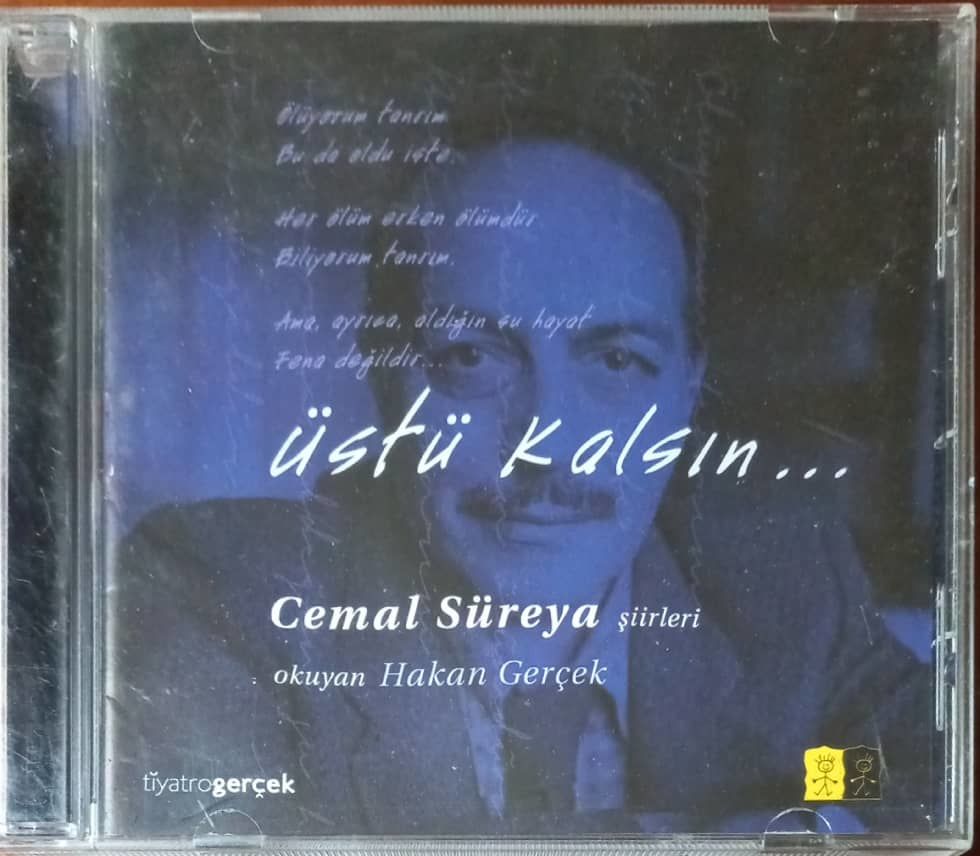 ölüyorum tanrım
Bu da oldu işte.
Her ölüm erken ölümdür
Biliyorum tanrım.
Ama, ayrıca, aldığın şu hayat
Fena değildir...
üstü kalsın...
Cemal Süreya şiirleri
okuyan Hakan Gerçek
tiyatrogerçek